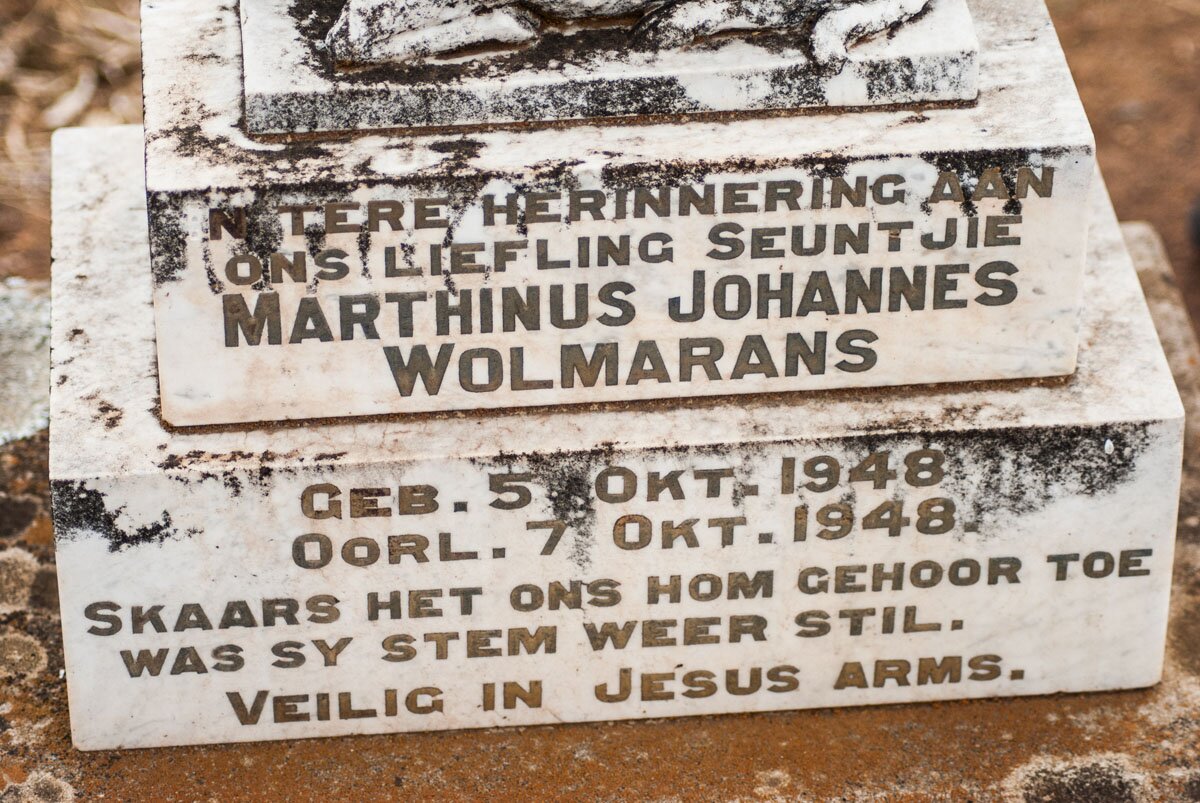 N TERE HERINNERING AAN
ONS LIEFLING SEUNTJIE
MARTHINUS JOHANNES
WOLMARANS
GEB. 5 OKT. 1948
OORL. 7 OKT. 1948.
SKAARS HET ONS HOM GEHOOR TOE
WAS SY STEM WEER STIL.
VEILIG IN JESUS ARMS.